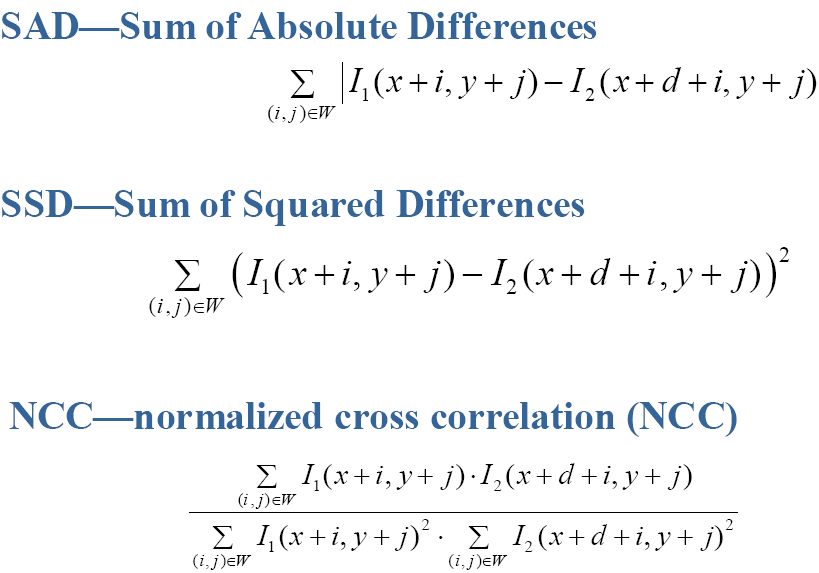 SAD—Sum of Absolute Differences
∑_{(i,j)∈W} |I₁(x+i, y+j)−I₂(x+d+i, y+j)
SSD—Sum of Squared Differences
∑_{(i,j)∈W} (I₁(x+i, y+j)−I₂(x+d+i, y+j))²
NCC—normalized cross correlation (NCC)
∑_{(i,j)∈W} I₁(x+i, y+j)·I₂(x+d+i, y+j)
∑_{(i,j)∈W} I₁(x+i, y+j)² · ∑_{(i,j)∈W} I₂(x+d+i, y+j)²